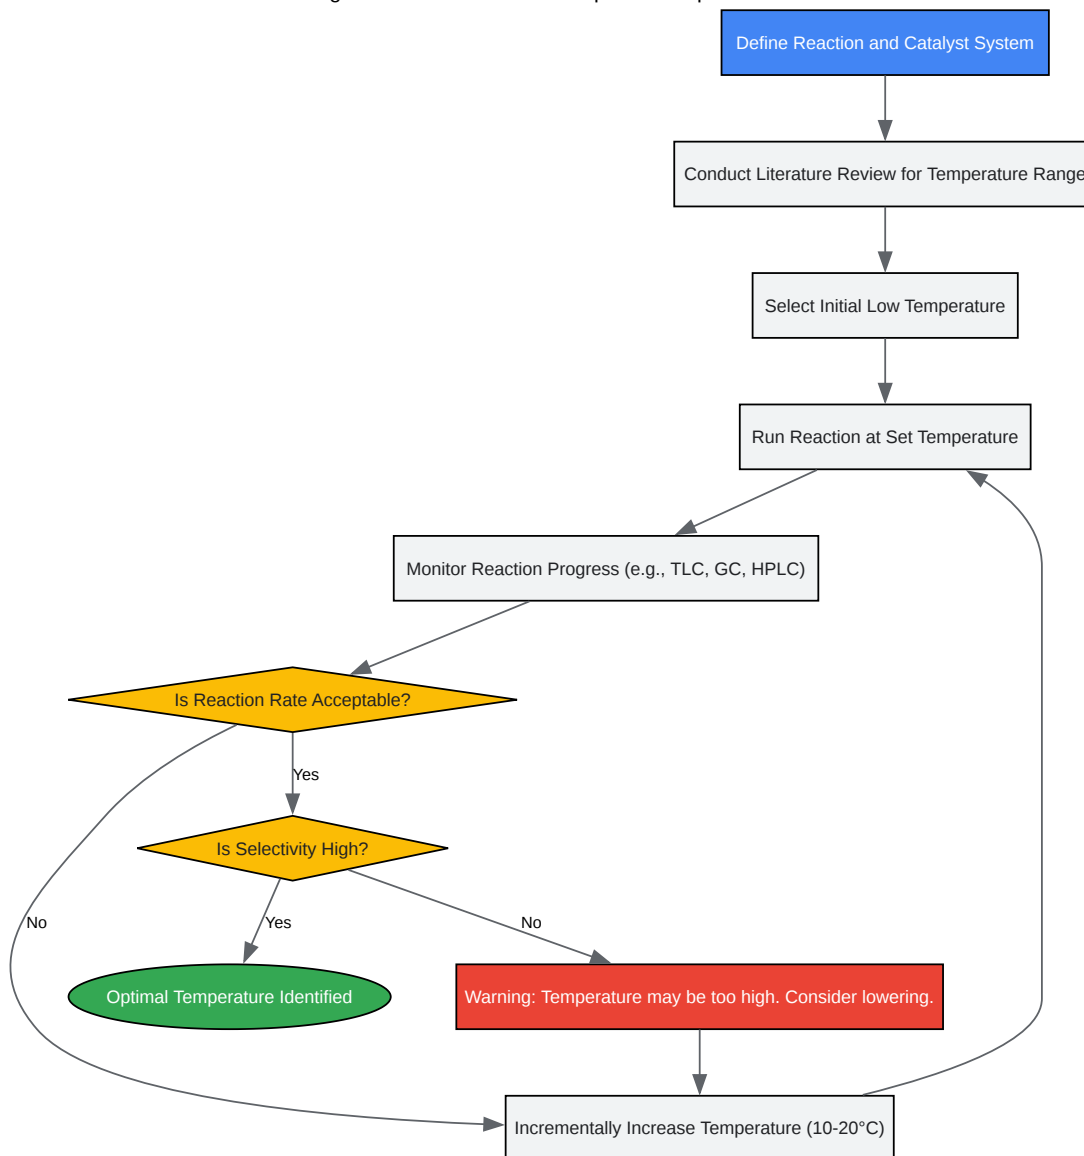 Define Reaction and Catalyst System
Conduct Literature Review for Temperature Range
Select Initial Low Temperature
Run Reaction at Set Temperature
Monitor Reaction Progress (e.g., TLC, GC, HPLC)
Is Reaction Rate Acceptable?
Yes
Is Selectivity High?
No
Yes
No
Optimal Temperature Identified
Warning: Temperature may be too high. Consider lowering.
Incrementally Increase Temperature (10-20°C)